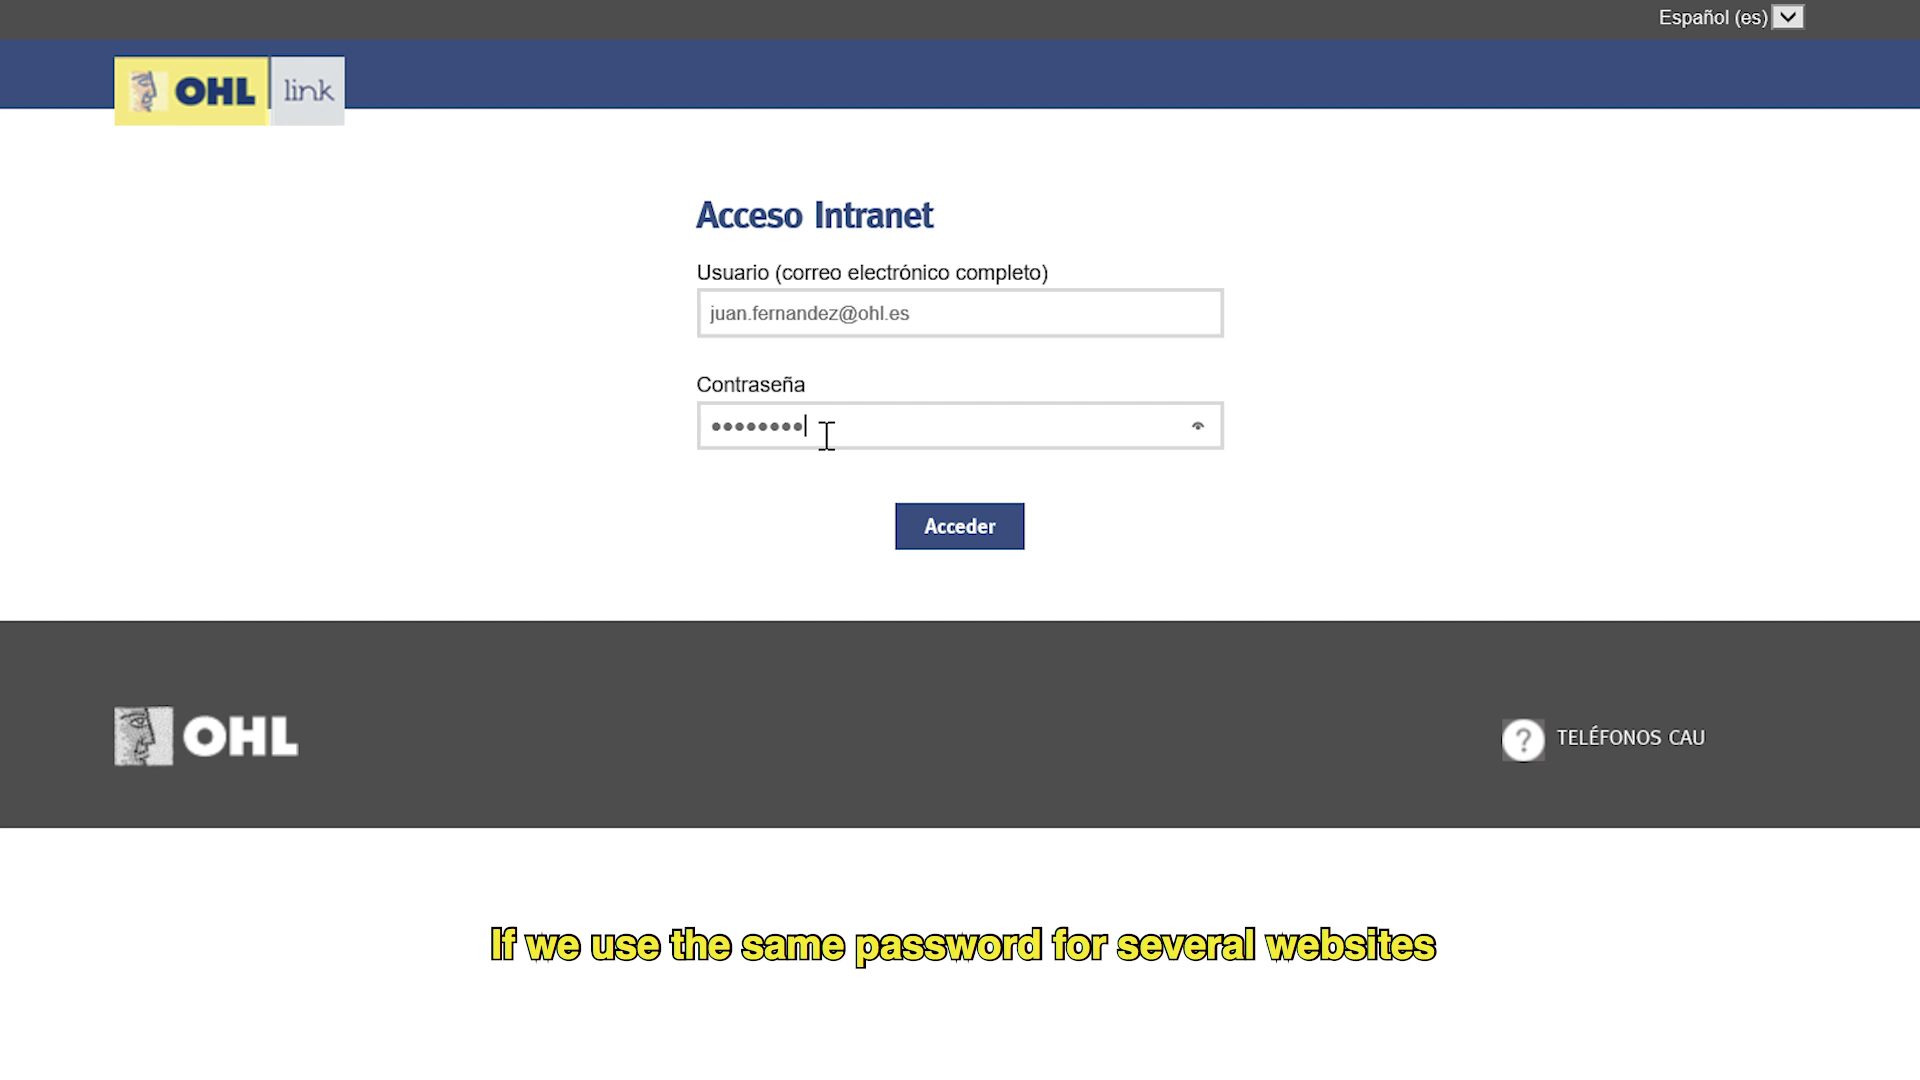 Español (es)
OHL link
Acceso Intranet
Usuario (correo electrónico completo)
juan.fernandez@ohl.es
Contraseña
Acceder
OHL
? TELÉFONOS CAU
If we use the same password for several websites